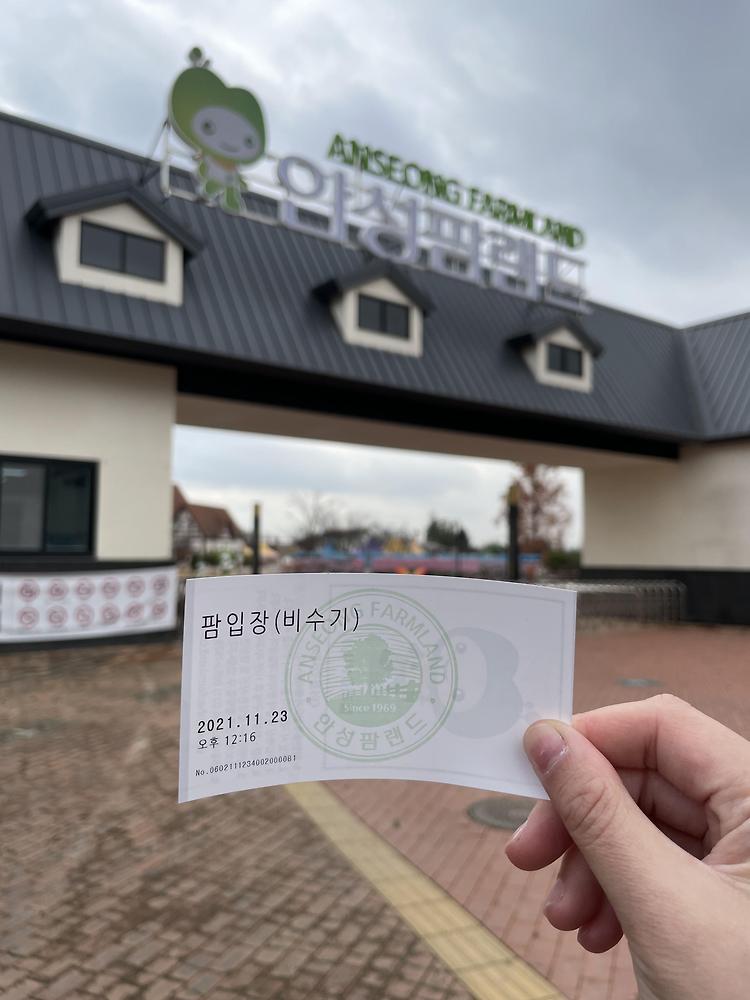 ANSEONG FARMLAND
안성팜랜드
팜입장(비수기)
ANSEONG FARMLAND
Since 1969
안성팜랜드
2021.11.23
오후 12:16